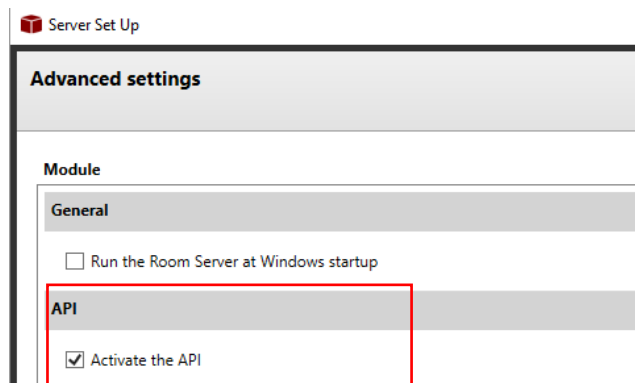 Server Set Up
Advanced settings
Module
General
Run the Room Server at Windows startup
API
Activate the API